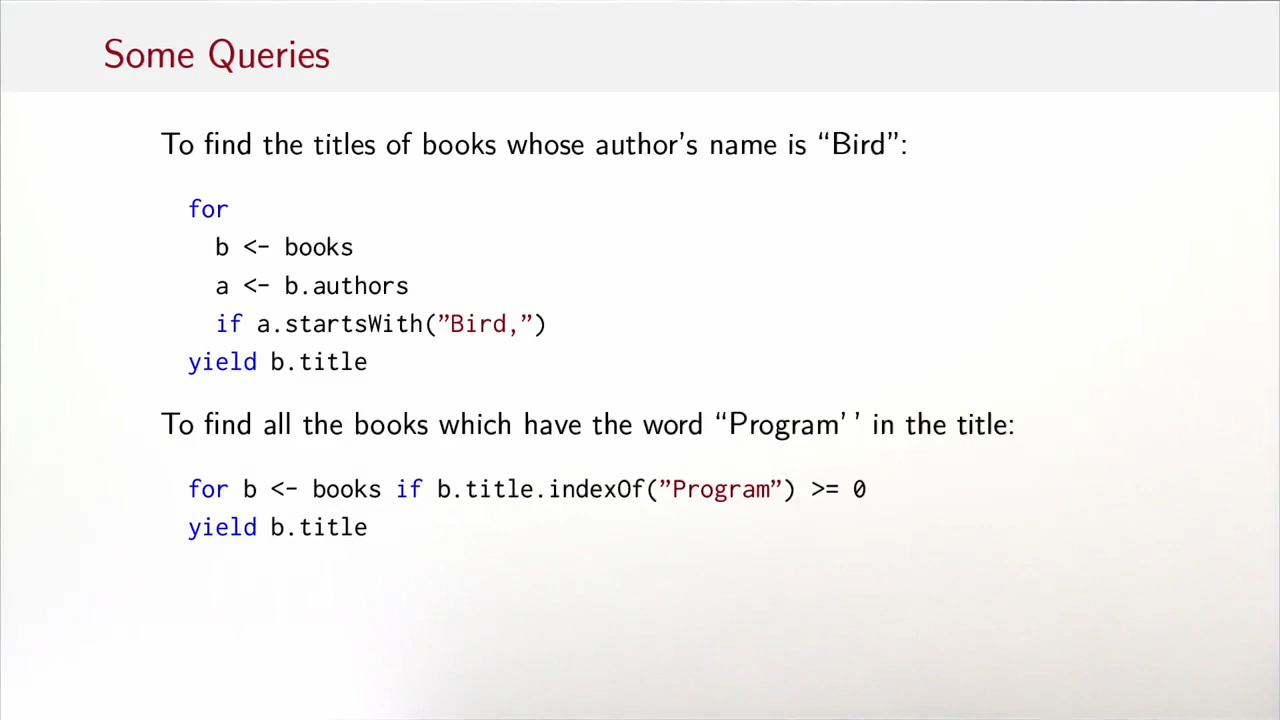 Some Queries
To find the titles of books whose author’s name is “Bird”:
for
b <- books
a <- b.authors
if a.startsWith(”Bird,”)
yield b.title
To find all the books which have the word “Program’ ’ in the title:
for b <- books if b.title.indexOf(”Program”) >= 0
yield b.title